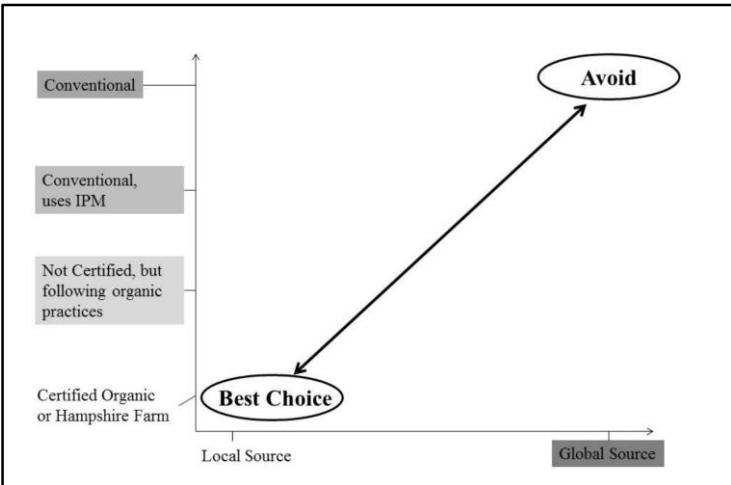 Avoid
Conventional
Conventional,
uses IPM
Not Certified, but
following organic
practices
Certified Organic
or Hampshire Farm
Best Choice
Local Source
Global Source